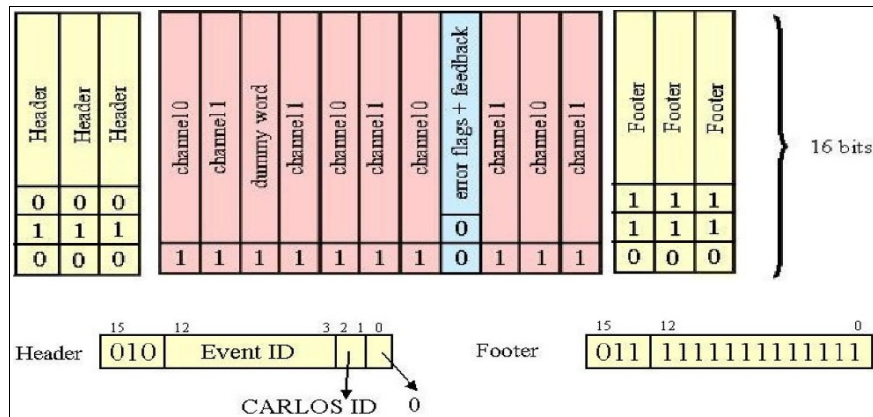 Header
Header
Header
channel 0
channel 1
dummy word
channel 1
channel 0
channel 1
channel 0
error flags + feedback
channel 1
channel 0
channel 1
Footer
Footer
Footer
16 bits
0 0 0
1 1 1
0 0 0
0
1 1 1 1 1 1 1 0 1 1 1
1 1 1
1 1 1
0 0 0
15 12 3 2 1 0
Header 010 Event ID
CARLOS ID 0
15 12 0
Footer 011 1111111111111